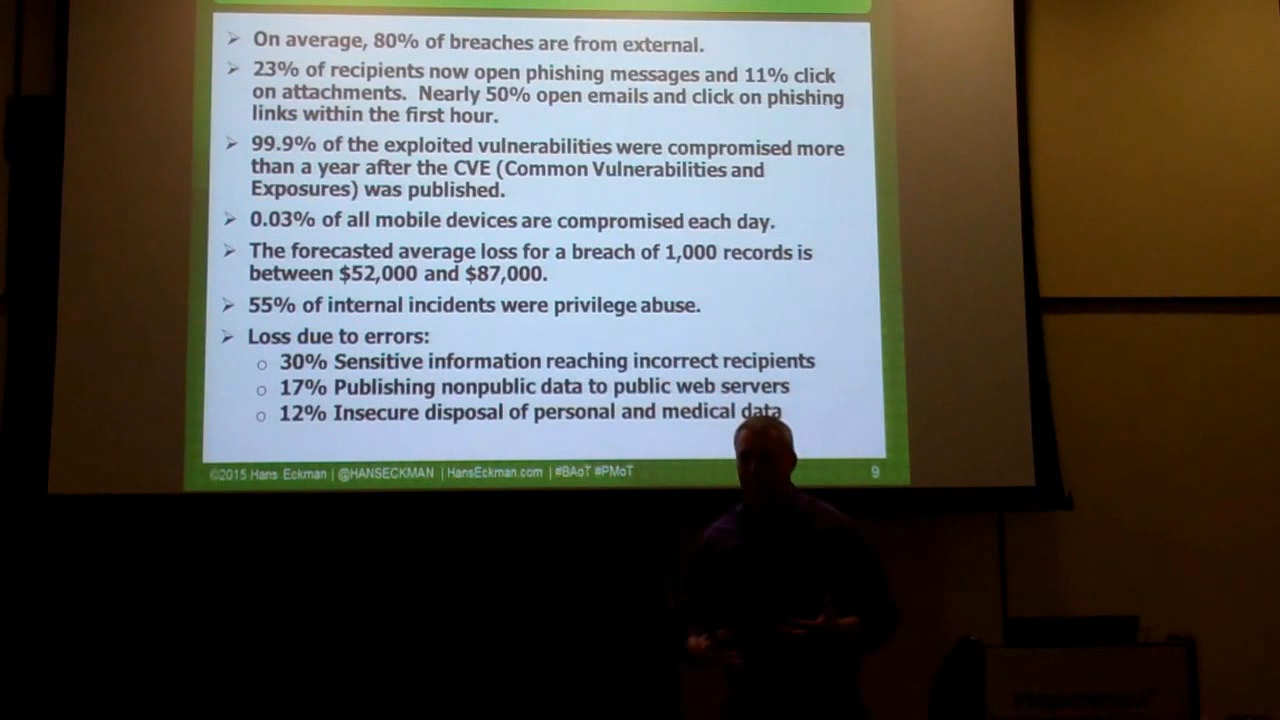 On average, 80% of breaches are from external.
23% of recipients now open phishing messages and 11% click
on attachments. Nearly 50% open emails and click on phishing
links within the first hour.
99.9% of the exploited vulnerabilities were compromised more
than a year after the CVE (Common Vulnerabilities and
Exposures) was published.
0.03% of all mobile devices are compromised each day.
The forecasted average loss for a breach of 1,000 records is
between $52,000 and $87,000.
55% of internal incidents were privilege abuse.
Loss due to errors:
30% Sensitive information reaching incorrect recipients
17% Publishing nonpublic data to public web servers
12% Insecure disposal of personal and medical data
©2015 Hans Eckman | @HANSECKMAN | HansEckman.com | #BAoT #PMoT 9